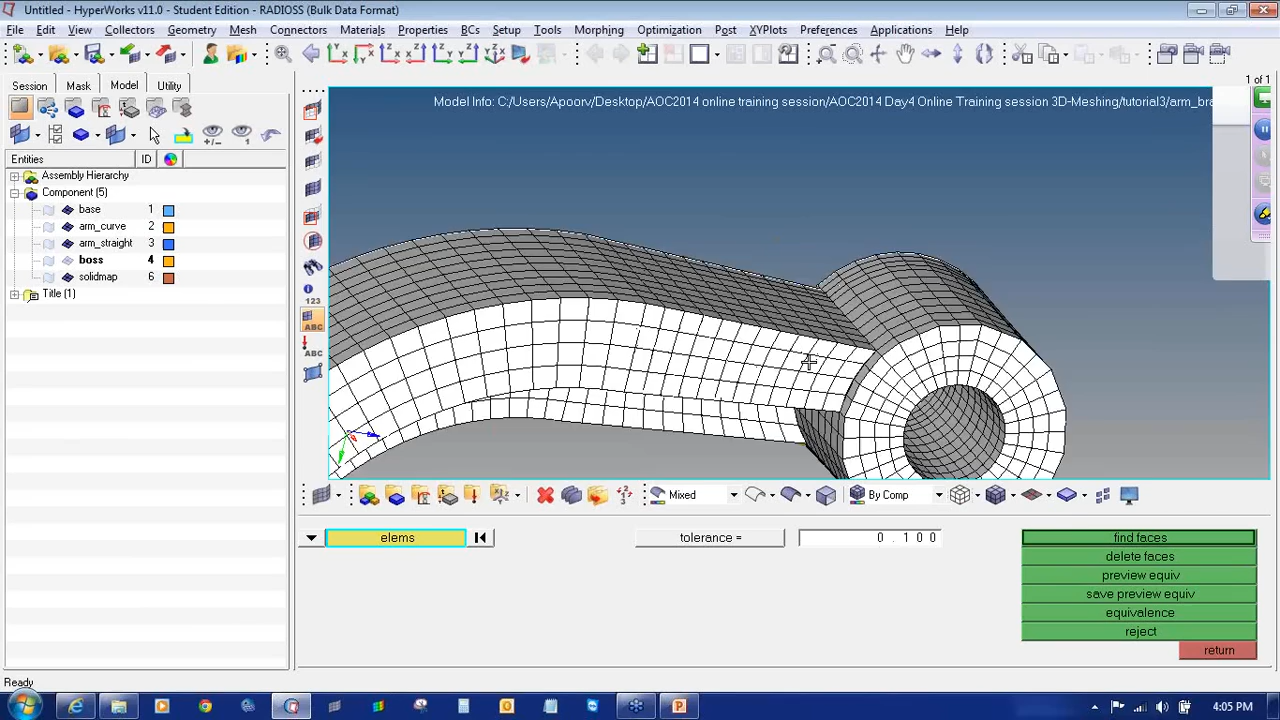 Untitled - HyperWorks v11.0 - Student Edition - RADIOSS (Bulk Data Format)
File Edit View Collectors Geometry Mesh Connectors Materials Properties BCs Setup Tools Morphing Optimization Post XYPlots Preferences Applications Help
1 of 1
Session Mask Model Utility
Model Info: C:/Users/Apoorv/Desktop/AOC2014 online training session/AOC2014 Day4 Online Training session 3D-Meshing/tutorial3/arm_bra
Entities ID
Assembly Hierarchy
Component (5)
base 1
arm_curve 2
arm_straight 3
boss 4
solidmap 6
Title (1)
123
ABC
ABC
Mixed By Comp
elems tolerance = 0.100 find faces
delete faces
preview equiv
save preview equiv
equivalence
reject
return
Ready
4:05 PM